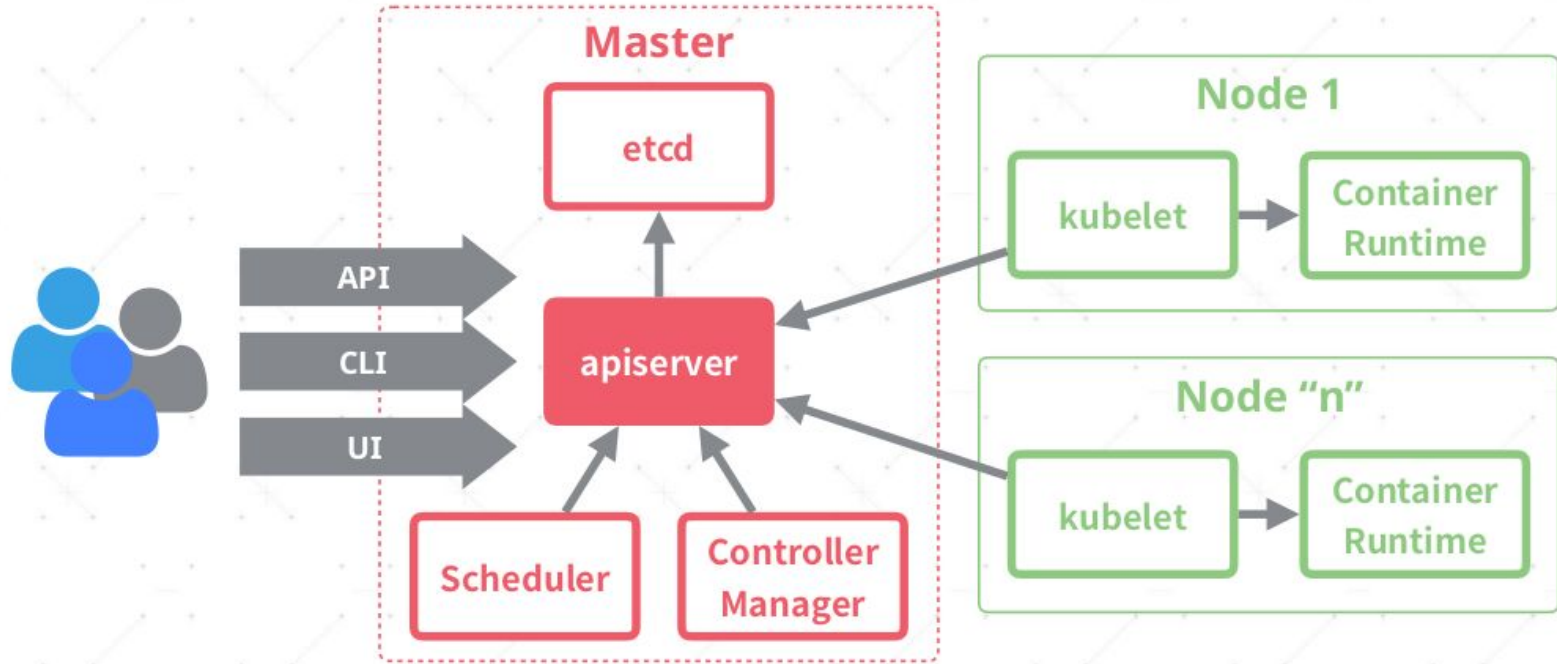 Master
etcd
API
CLI
UI
apiserver
Scheduler
Controller
Manager
Node 1
kubelet
Container
Runtime
Node “n”
kubelet
Container
Runtime